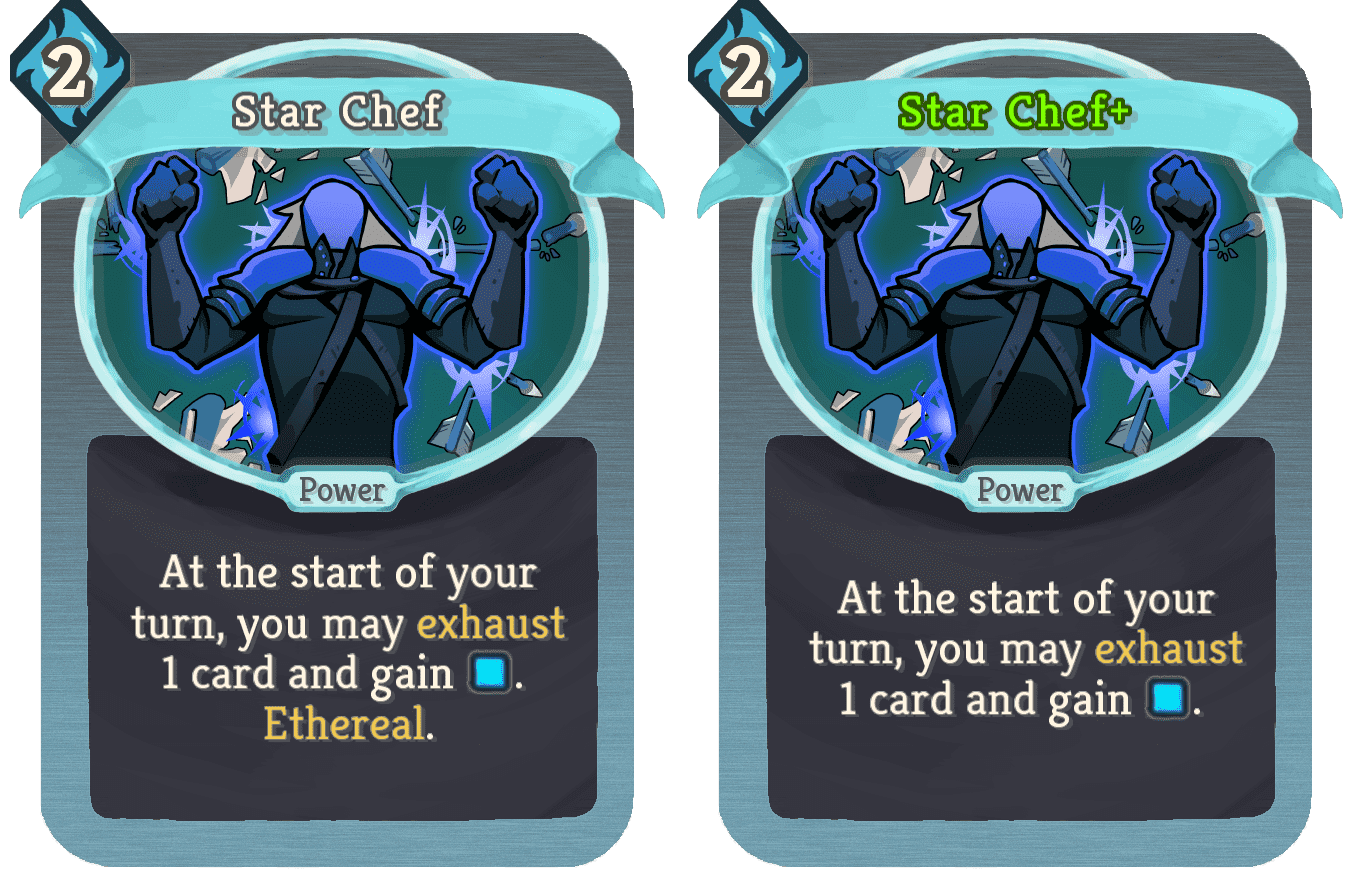 2
Star Chef
Power
At the start of your
turn, you may exhaust
1 card and gain .
Ethereal.
2
Star Chef+
Power
At the start of your
turn, you may exhaust
1 card and gain .